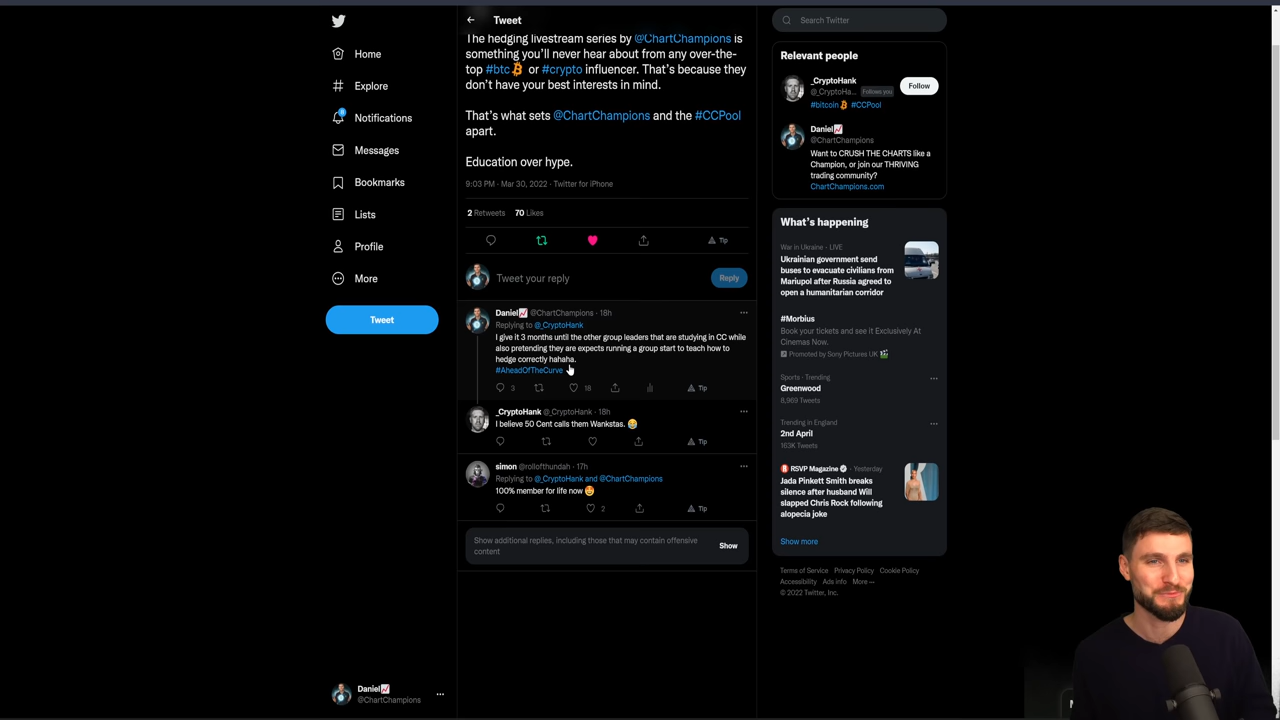 Home
Explore
Notifications
Messages
Bookmarks
Lists
Profile
More
Tweet
Daniel📈
@ChartChampions
Tweet
The hedging livestream series by @ChartChampions is
something you'll never hear about from any over-the-
top #btc or #crypto influencer. That's because they
don't have your best interests in mind.
That's what sets @ChartChampions and the #CCPool
apart.
Education over hype.
9:03 PM · Mar 30, 2022 · Twitter for iPhone
2 Retweets 70 Likes
Tip
Tweet your reply
Reply
Daniel📈 @ChartChampions · 18h
Replying to @_CryptoHank
I give it 3 months until the other group leaders that are studying in CC while
also pretending they are expects running a group start to teach how to
hedge correctly hahaha.
#AheadOfTheCurve
3 18 Tip
_CryptoHank @_CryptoHank · 18h
I believe 50 Cent calls them Wankstas. 😂
Tip
simon @rollofthundah · 17h
Replying to @_CryptoHank and @ChartChampions
100% member for life now 🤩
2 Tip
Show additional replies, including those that may contain offensive
content
Show
Search Twitter
Relevant people
_CryptoHank
@_CryptoHa... Follows you
Follow
#bitcoin #CCPool
Daniel📈
@ChartChampions
Want to CRUSH THE CHARTS like a
Champion, or join our THRIVING
trading community?
ChartChampions.com
What's happening
War in Ukraine · LIVE
Ukrainian government send
buses to evacuate civilians from
Mariupol after Russia agreed to
open a humanitarian corridor
#Morbius
Book your tickets and see it Exclusively At
Cinemas Now.
Promoted by Sony Pictures UK
Sports · Trending
Greenwood
8,969 Tweets
Trending in England
2nd April
163K Tweets
RSVP Magazine · Yesterday
Jada Pinkett Smith breaks
silence after husband Will
slapped Chris Rock following
alopecia joke
Show more
Terms of Service Privacy Policy Cookie Policy
Accessibility Ads info More ···
© 2022 Twitter, Inc.